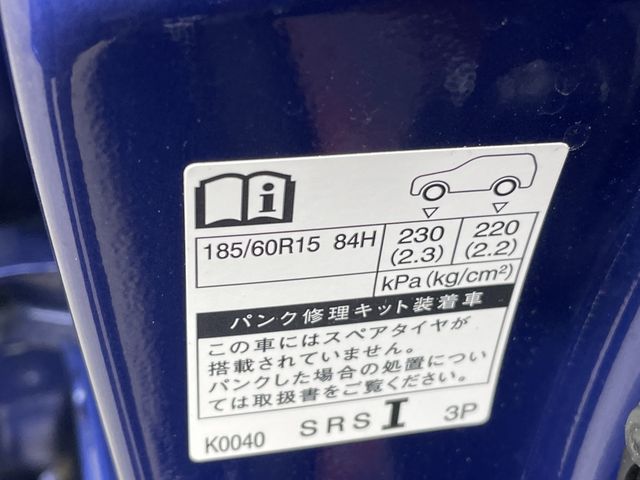 i
185/60R15 84H 230 (2.3) 220 (2.2)
kPa (kg/cm²)
パンク修理キット装着車
この車にはスペアタイヤが
搭載されていません。
パンクした場合の処置につい
ては取扱書をご覧ください。
K0040 SRS I 3P